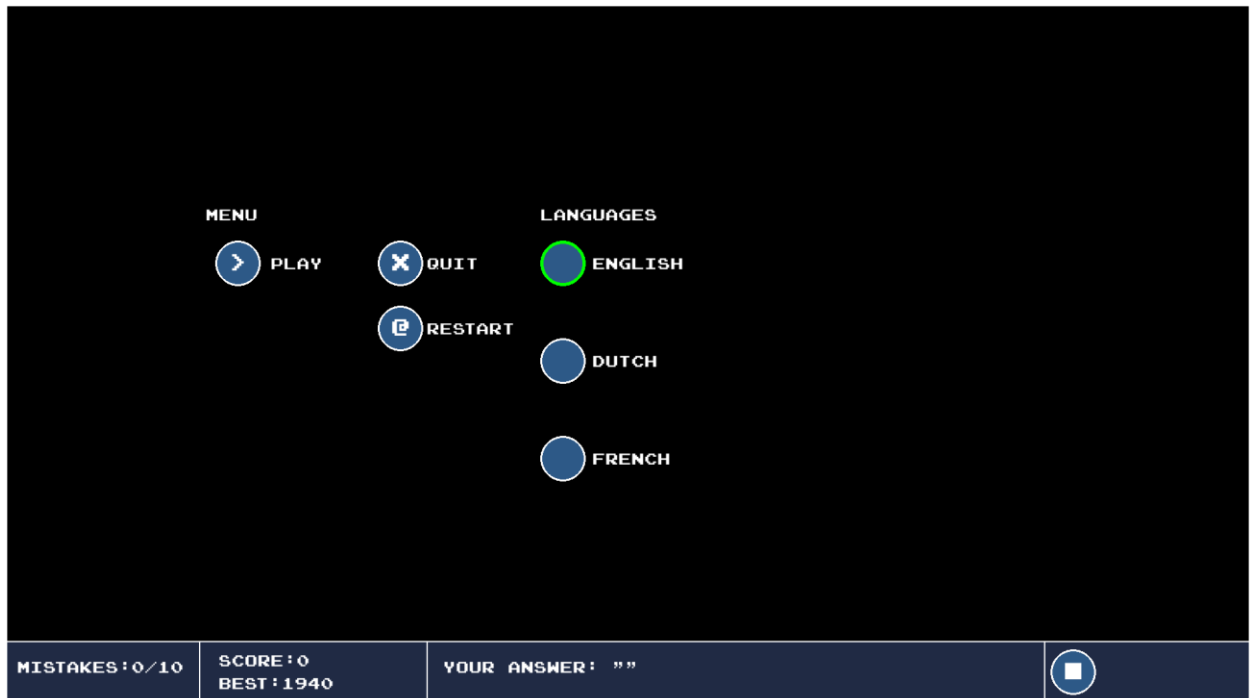 MENU
LANGUAGES
> PLAY
X QUIT
ENGLISH
@ RESTART
DUTCH
FRENCH
MISTAKES:0/10
SCORE:0
BEST:1940
YOUR ANSWER: ""